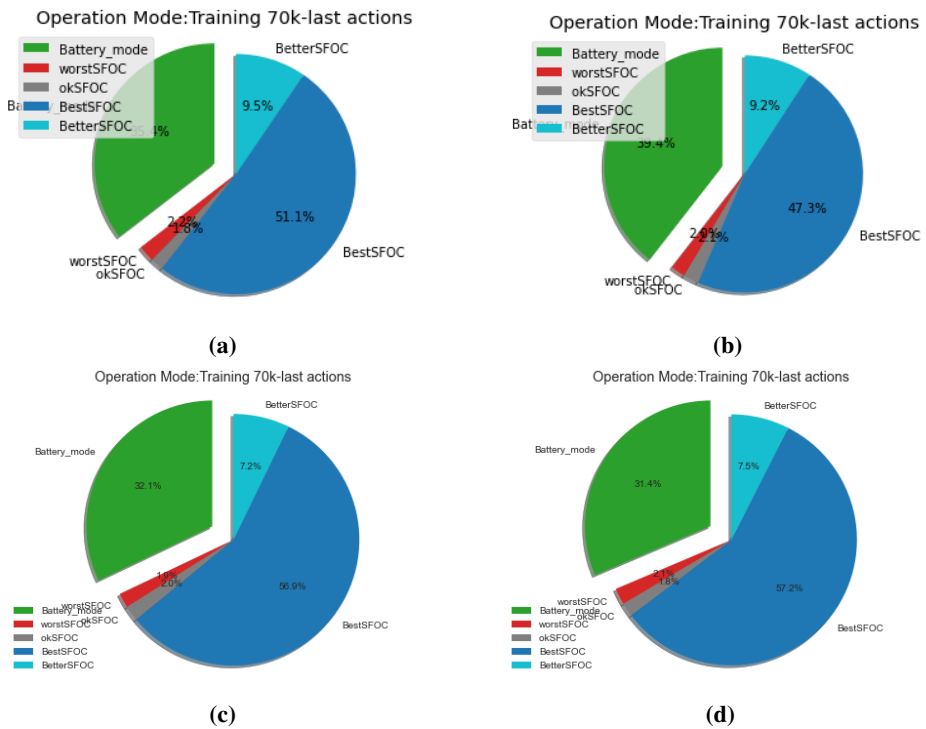 Operation Mode:Training 70k-last actions
Battery_mode
worstSFOC
okSFOC
BestSFOC
BetterSFOC
BetterSFOC
9.5%
51.1%
BestSFOC
2.2%
1.8%
worstSFOC
okSFOC
(a)
Operation Mode:Training 70k-last actions
Battery_mode
worstSFOC
okSFOC
BestSFOC
BetterSFOC
BetterSFOC
9.2%
39.4%
47.3%
BestSFOC
2.1%
worstSFOC
okSFOC
(b)
Operation Mode:Training 70k-last actions
BetterSFOC
Battery_mode
7.2%
32.1%
2.0%
56.9%
worstSFOC
okSFOC
BestSFOC
Battery_mode
worstSFOC
okSFOC
BestSFOC
BetterSFOC
(c)
Operation Mode:Training 70k-last actions
BetterSFOC
Battery_mode
7.5%
31.4%
2.1%
1.8%
57.2%
worstSFOC
okSFOC
BestSFOC
Battery_mode
worstSFOC
okSFOC
BestSFOC
BetterSFOC
(d)